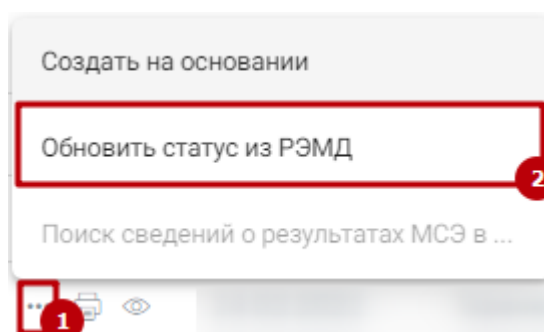 Создать на основании
Обновить статус из РЭМД
2
Поиск сведений о результатах МСЭ в ...
1